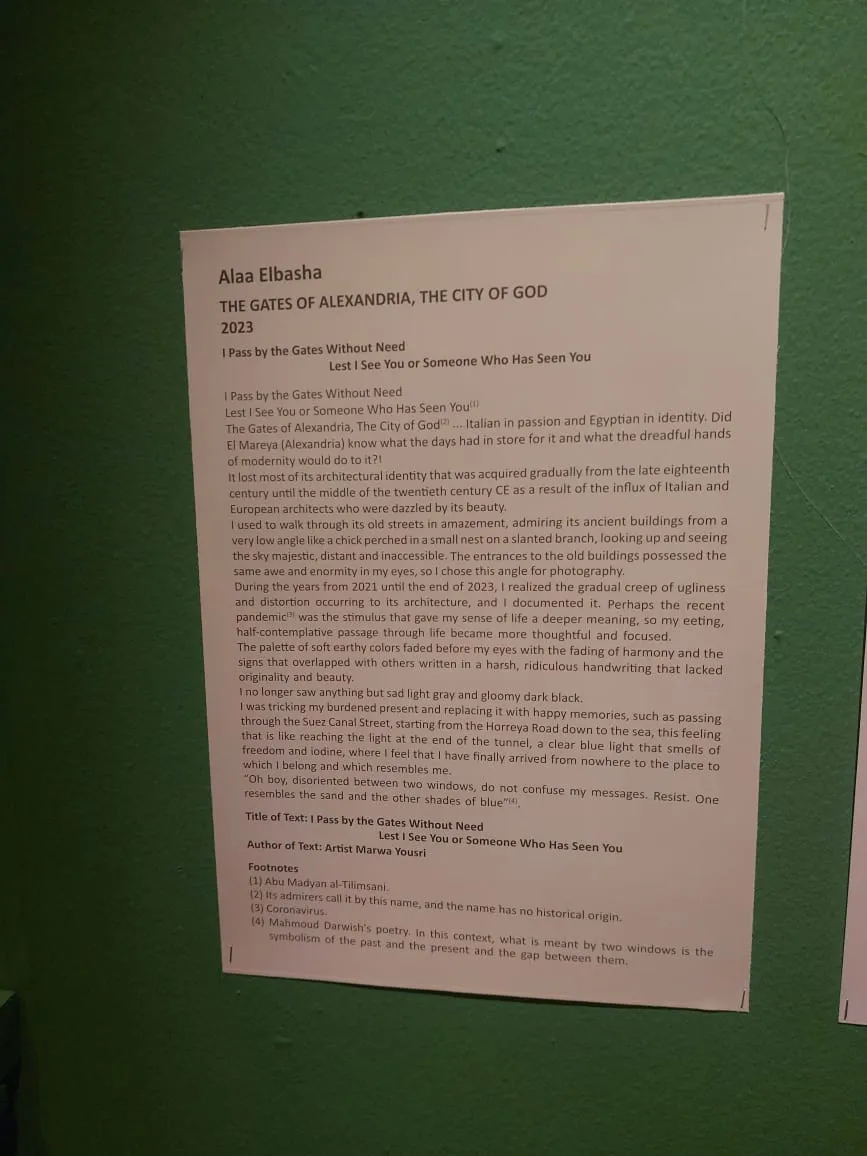 Alaa Elbasha
THE GATES OF ALEXANDRIA, THE CITY OF GOD
2023
I Pass by the Gates Without Need
Lest I See You or Someone Who Has Seen You
I Pass by the Gates Without Need
Lest I See You or Someone Who Has Seen You(1)
The Gates of Alexandria, The City of God(2) ... Italian in passion and Egyptian in identity. Did
El Mareya (Alexandria) know what the days had in store for it and what the dreadful hands
of modernity would do to it?!
It lost most of its architectural identity that was acquired gradually from the late eighteenth
century until the middle of the twentieth century CE as a result of the influx of Italian and
European architects who were dazzled by its beauty.
I used to walk through its old streets in amazement, admiring its ancient buildings from a
very low angle like a chick perched in a small nest on a slanted branch, looking up and seeing
the sky majestic, distant and inaccessible. The entrances to the old buildings possessed the
same awe and enormity in my eyes, so I chose this angle for photography.
During the years from 2021 until the end of 2023, I realized the gradual creep of ugliness
and distortion occurring to its architecture, and I documented it. Perhaps the recent
pandemic(3) was the stimulus that gave my sense of life a deeper meaning, so my eeting,
half-contemplative passage through life became more thoughtful and focused.
The palette of soft earthy colors faded before my eyes with the fading of harmony and the
signs that overlapped with others written in a harsh, ridiculous handwriting that lacked
originality and beauty.
I no longer saw anything but sad light gray and gloomy dark black.
I was tricking my burdened present and replacing it with happy memories, such as passing
through the Suez Canal Street, starting from the Horreya Road down to the sea, this feeling
that is like reaching the light at the end of the tunnel, a clear blue light that smells of
freedom and iodine, where I feel that I have finally arrived from nowhere to the place to
which I belong and which resembles me.
"Oh boy, disoriented between two windows, do not confuse my messages. Resist. One
resembles the sand and the other shades of blue"(4).
Title of Text: I Pass by the Gates Without Need
Lest I See You or Someone Who Has Seen You
Author of Text: Artist Marwa Yousri
Footnotes
(1) Abu Madyan al-Tilimsani.
(2) Its admirers call it by this name, and the name has no historical origin.
(3) Coronavirus.
(4) Mahmoud Darwish's poetry. In this context, what is meant by two windows is the
symbolism of the past and the present and the gap between them.